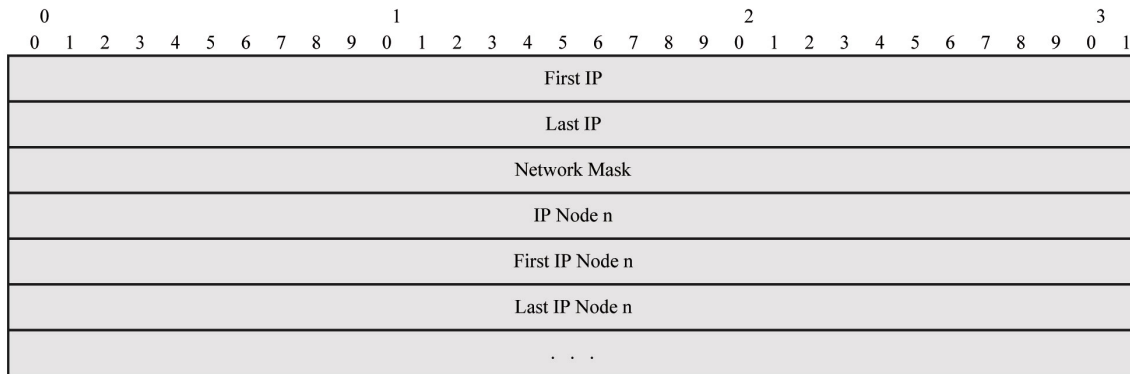 0 1 2 3
0 1 2 3 4 5 6 7 8 9 0 1 2 3 4 5 6 7 8 9 0 1 2 3 4 5 6 7 8 9 0 1
First IP
Last IP
Network Mask
IP Node n
First IP Node n
Last IP Node n
. . .